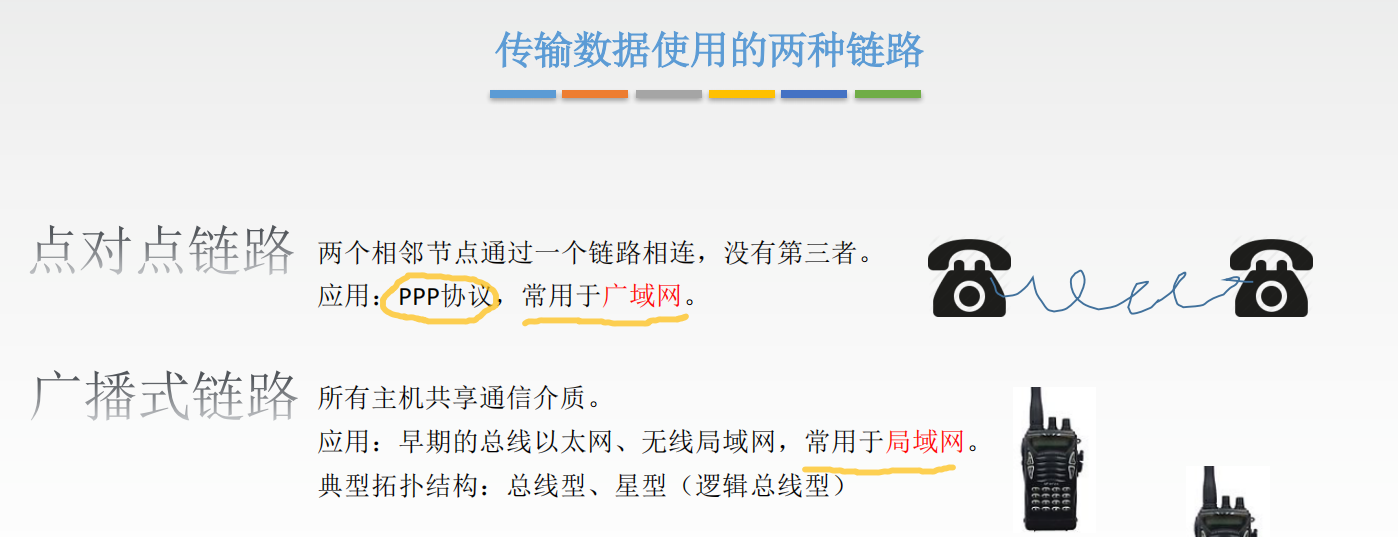 传输数据使用的两种链路
点对点链路
两个相邻节点通过一个链路相连，没有第三者。
应用：PPP协议，常用于广域网。
广播式链路
所有主机共享通信介质。
应用：早期的总线以太网、无线局域网，常用于局域网。
典型拓扑结构：总线型、星型（逻辑总线型）